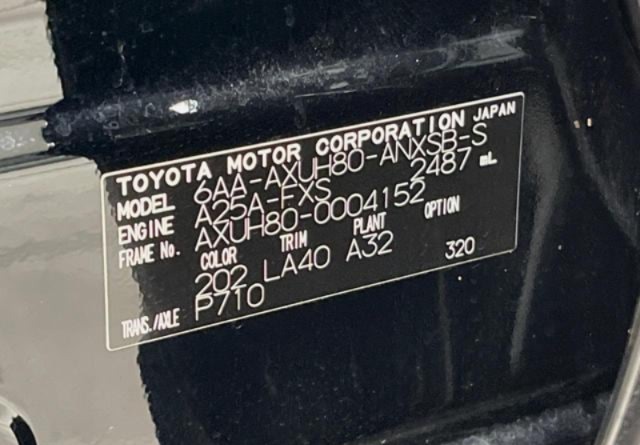 TOYOTA MOTOR CORPORATION JAPAN
MODEL 6AA-AXUH80-ANXSB-S
ENGINE A25A-FXS 2487 mL
FRAME No. AXUH80-0004152
COLOR TRIM PLANT OPTION
202 LA40 A32 320
TRANS./AXLE P710